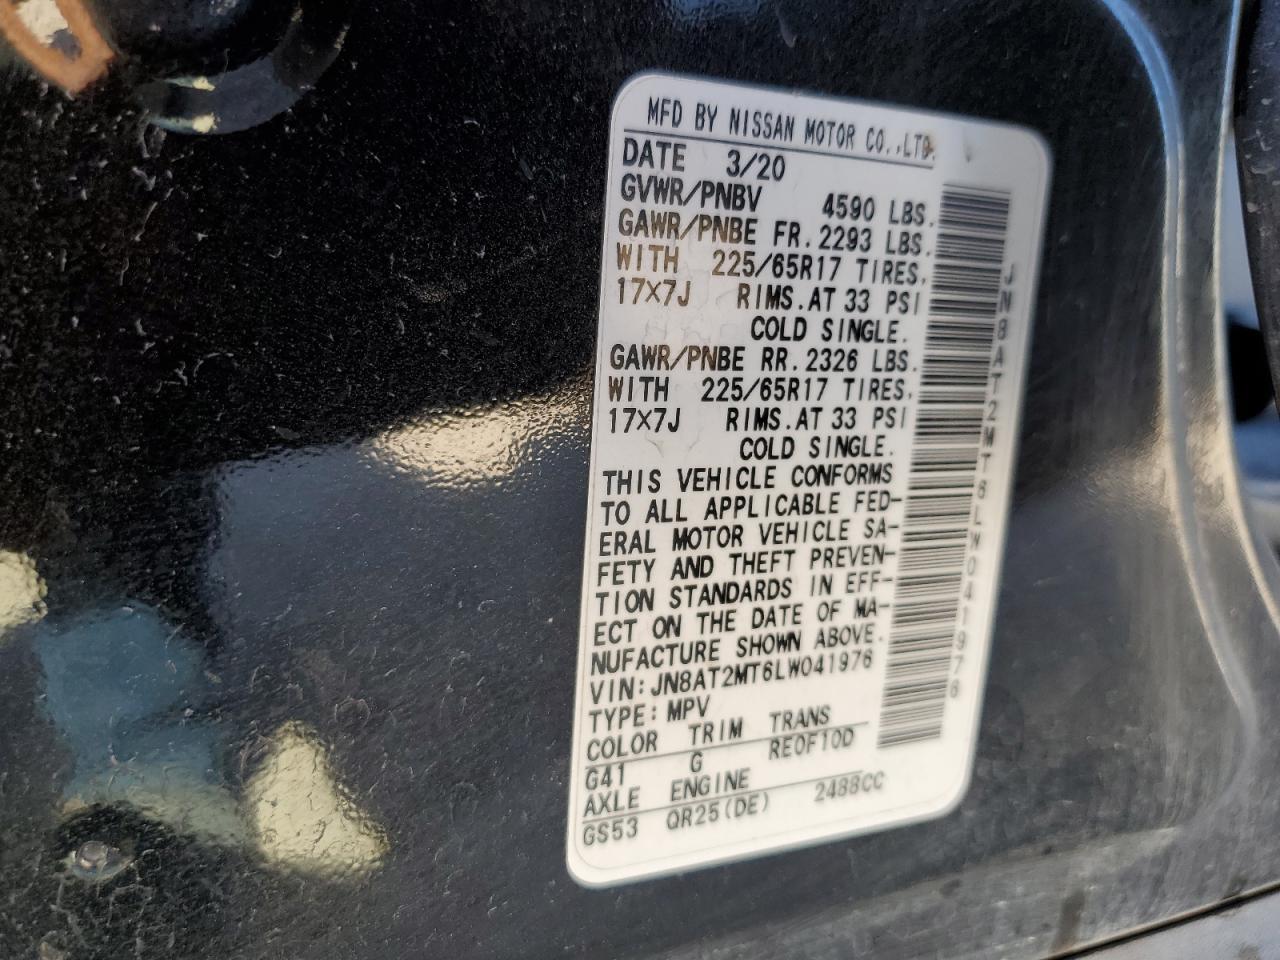 MFD BY NISSAN MOTOR CO.,LTD.
DATE 3/20
GVWR/PNBV 4590 LBS.
GAWR/PNBE FR. 2293 LBS.
WITH 225/65R17 TIRES,
17X7J RIMS. AT 33 PSI
COLD SINGLE.
GAWR/PNBE RR. 2326 LBS.
WITH 225/65R17 TIRES,
17X7J RIMS. AT 33 PSI
COLD SINGLE.
THIS VEHICLE CONFORMS
TO ALL APPLICABLE FED-
ERAL MOTOR VEHICLE SA-
FETY AND THEFT PREVEN-
TION STANDARDS IN EFF-
ECT ON THE DATE OF MA-
NUFACTURE SHOWN ABOVE.
VIN: JN8AT2MT6LW041976
TYPE: MPV
COLOR TRIM TRANS
G41 G RE0F10D
AXLE ENGINE
GS53 QR25(DE) 2488CC
JN8AT2MT6LW041976